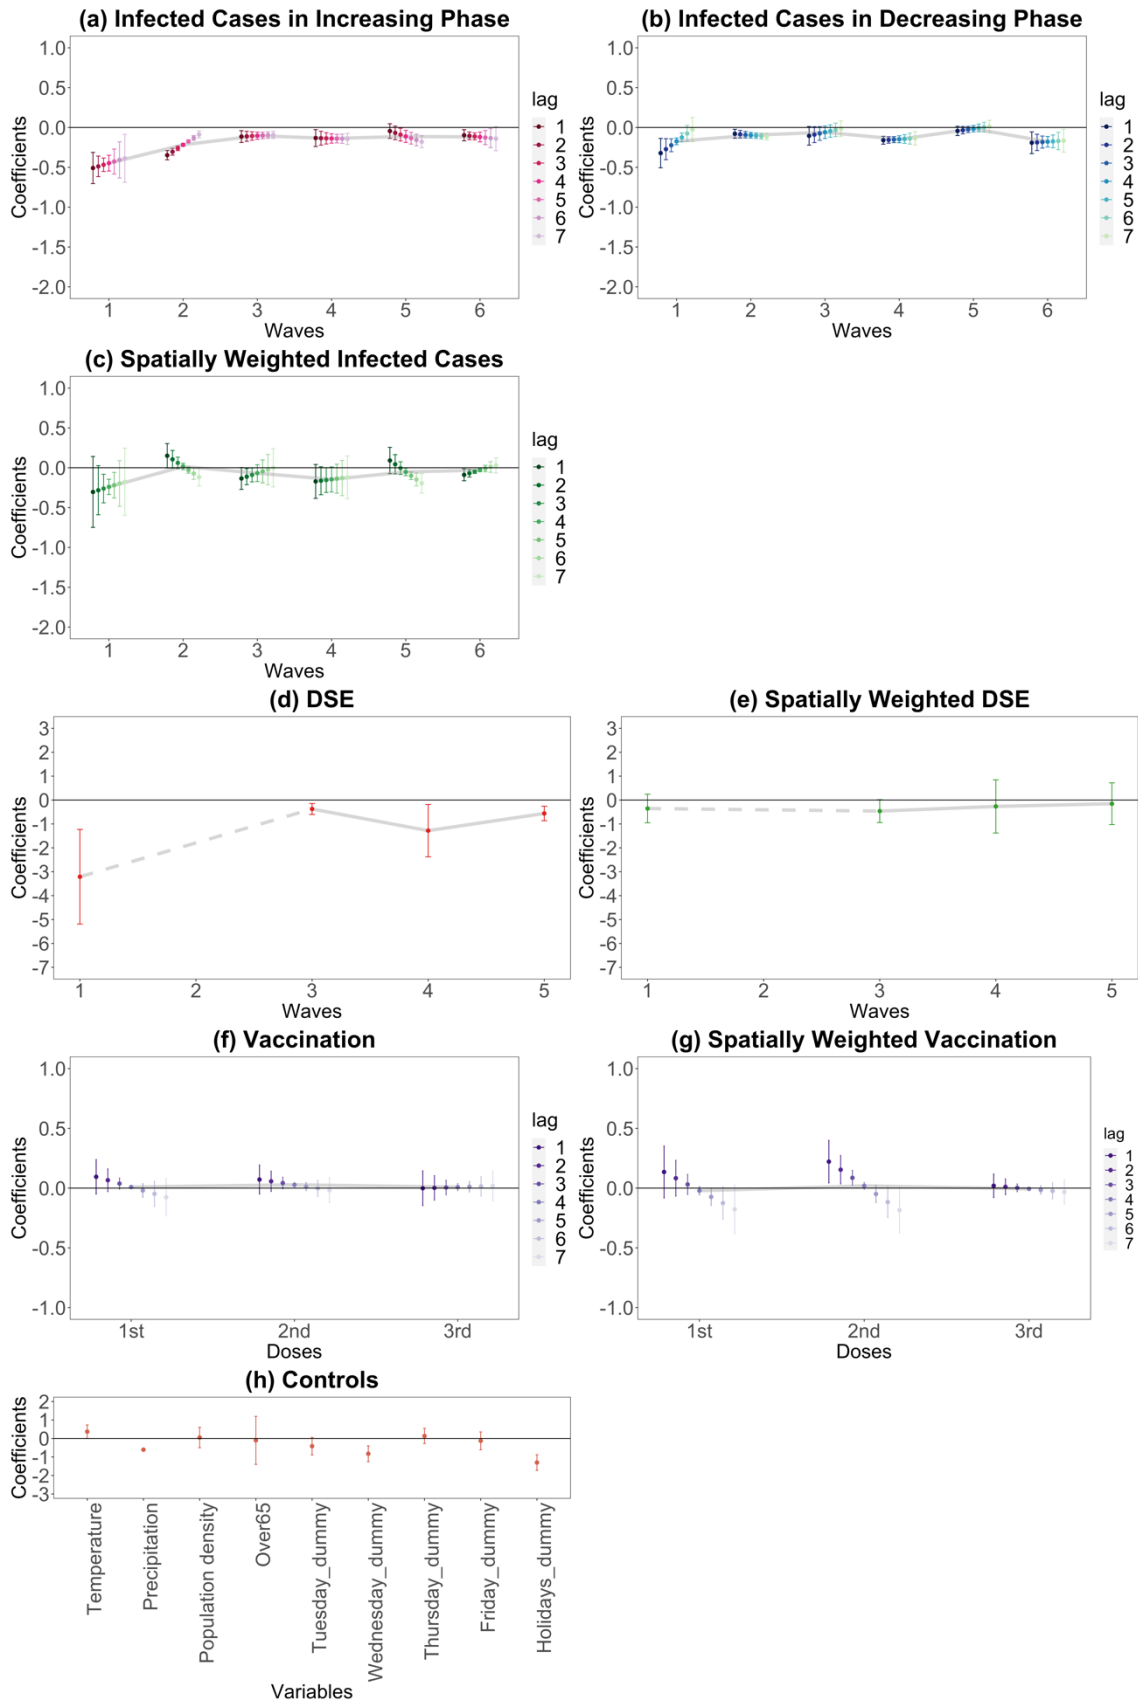 (a) Infected Cases in Increasing Phase
1.0
0.5
0.0
-0.5
-1.0
-1.5
-2.0
Coefficients
1 2 3 4 5 6
Waves
lag
1
2
3
4
5
6
7
(b) Infected Cases in Decreasing Phase
1.0
0.5
0.0
-0.5
-1.0
-1.5
-2.0
Coefficients
1 2 3 4 5 6
Waves
lag
1
2
3
4
5
6
7
(c) Spatially Weighted Infected Cases
1.0
0.5
0.0
-0.5
-1.0
-1.5
-2.0
Coefficients
1 2 3 4 5 6
Waves
lag
1
2
3
4
5
6
7
(d) DSE
3
2
1
0
-1
-2
-3
-4
-5
-6
-7
Coefficients
1 2 3 4 5
Waves
(e) Spatially Weighted DSE
3
2
1
0
-1
-2
-3
-4
-5
-6
-7
Coefficients
1 2 3 4 5
Waves
(f) Vaccination
1.0
0.5
0.0
-0.5
-1.0
Coefficients
1st 2nd 3rd
Doses
lag
1
2
3
4
5
6
7
(g) Spatially Weighted Vaccination
1.0
0.5
0.0
-0.5
-1.0
Coefficients
1st 2nd 3rd
Doses
lag
1
2
3
4
5
6
7
(h) Controls
2
1
0
-1
-2
-3
Coefficients
Temperature
Precipitation
Population density
Over65
Tuesday_dummy
Wednesday_dummy
Thursday_dummy
Friday_dummy
Holidays_dummy
Variables